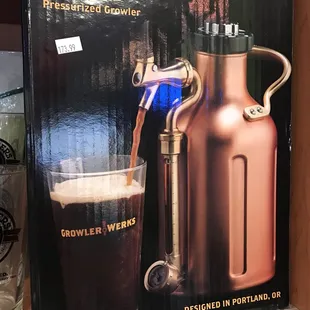 Pressurized Growler
$73.99
GROWLER WERKS
DESIGNED IN PORTLAND, OR